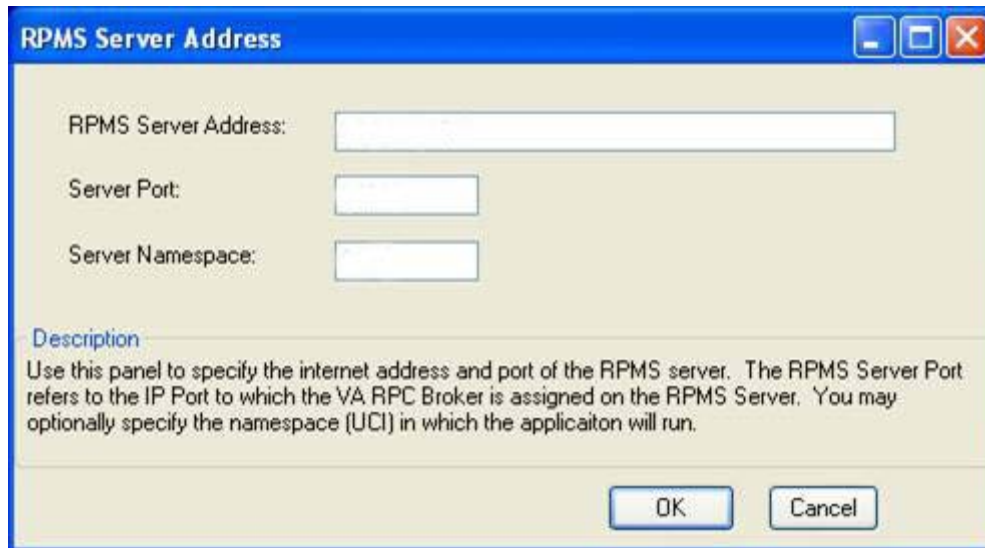 RPMS Server Address
RPMS Server Address:
Server Port:
Server Namespace:
Description
Use this panel to specify the internet address and port of the RPMS server. The RPMS Server Port
refers to the IP Port to which the VA RPC Broker is assigned on the RPMS Server. You may
optionally specify the namespace (UCI) in which the applicaiton will run.
OK
Cancel